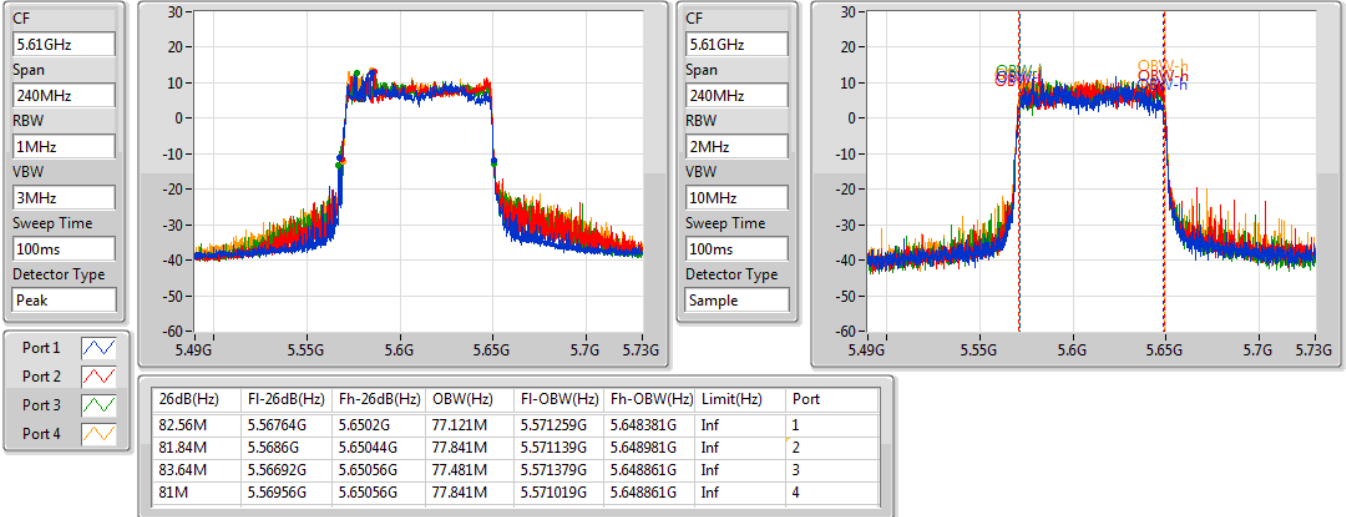 CF
5.61GHz
Span
240MHz
RBW
1MHz
VBW
3MHz
Sweep Time
100ms
Detector Type
Peak
30
20
10
0
-10
-20
-30
-40
-50
-60
5.49G 5.55G 5.6G 5.65G 5.7G 5.73G
CF
5.61GHz
Span
240MHz
RBW
2MHz
VBW
10MHz
Sweep Time
100ms
Detector Type
Sample
30
20
10
0
-10
-20
-30
-40
-50
-60
OBW-h
OBW-h
OBW-h
5.49G 5.55G 5.6G 5.65G 5.7G 5.73G
Port 1
Port 2
Port 3
Port 4
26dB(Hz) Fl-26dB(Hz) Fh-26dB(Hz) OBW(Hz) Fl-OBW(Hz) Fh-OBW(Hz) Limit(Hz) Port
82.56M 5.56764G 5.6502G 77.121M 5.571259G 5.648381G Inf 1
81.84M 5.5686G 5.65044G 77.841M 5.571139G 5.648981G Inf 2
83.64M 5.56692G 5.65056G 77.481M 5.571379G 5.648861G Inf 3
81M 5.56956G 5.65056G 77.841M 5.571019G 5.648861G Inf 4